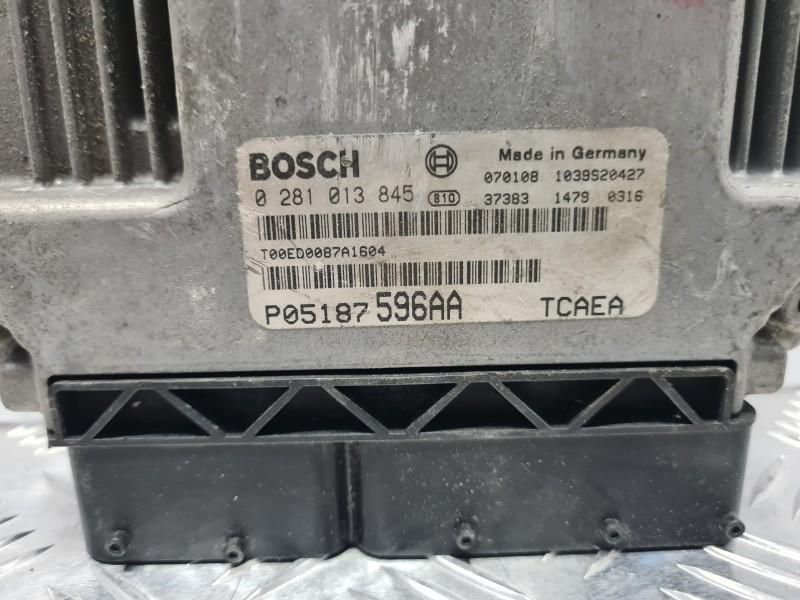 BOSCH Made in Germany
070108 1039S20427
0 281 013 845 810 37383 1479 0316
T00ED0087A1604
P05187596AA TCAEA